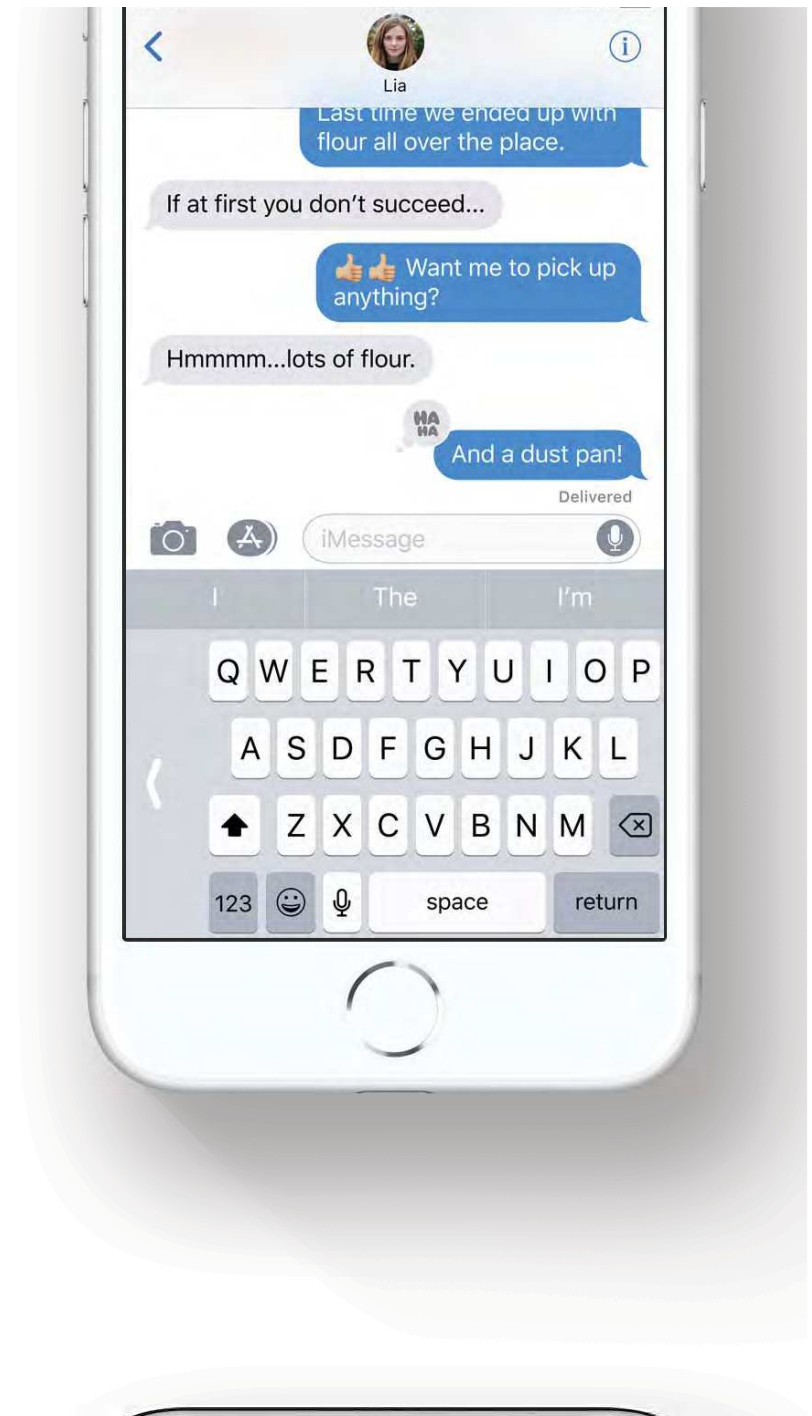 Lia
Last time we ended up with
flour all over the place.
If at first you don't succeed...
👍👍 Want me to pick up
anything?
Hmmmm...lots of flour.
HA
HA
And a dust pan!
Delivered
iMessage
I The I'm
Q W E R T Y U I O P
A S D F G H J K L
Z X C V B N M
123 space return